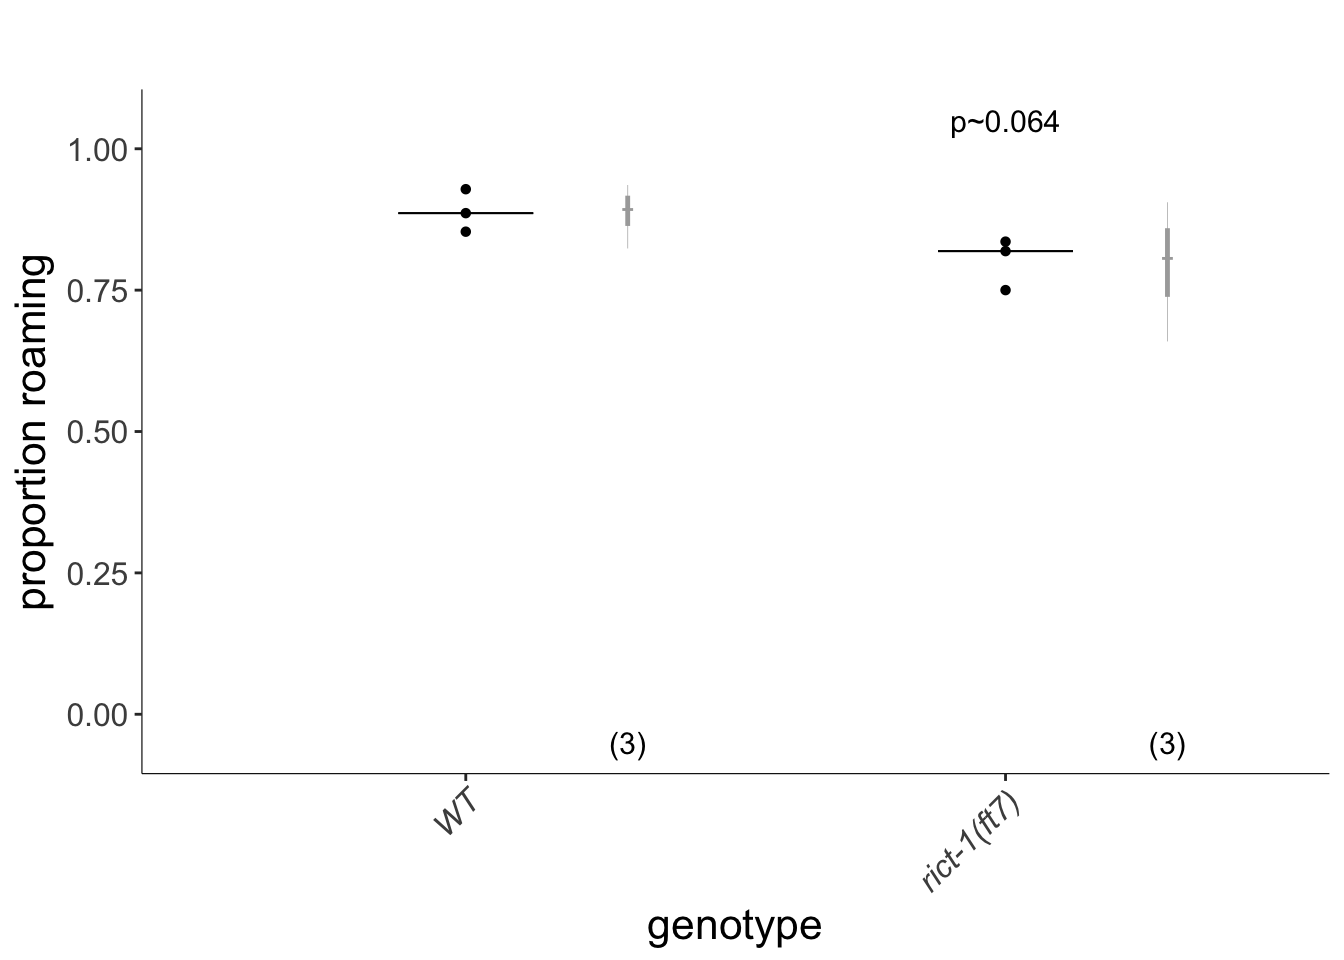 p~0.064
1.00
0.75
0.50
0.25
0.00
proportion roaming
(3)
(3)
WT
rict-1(ft7)
genotype